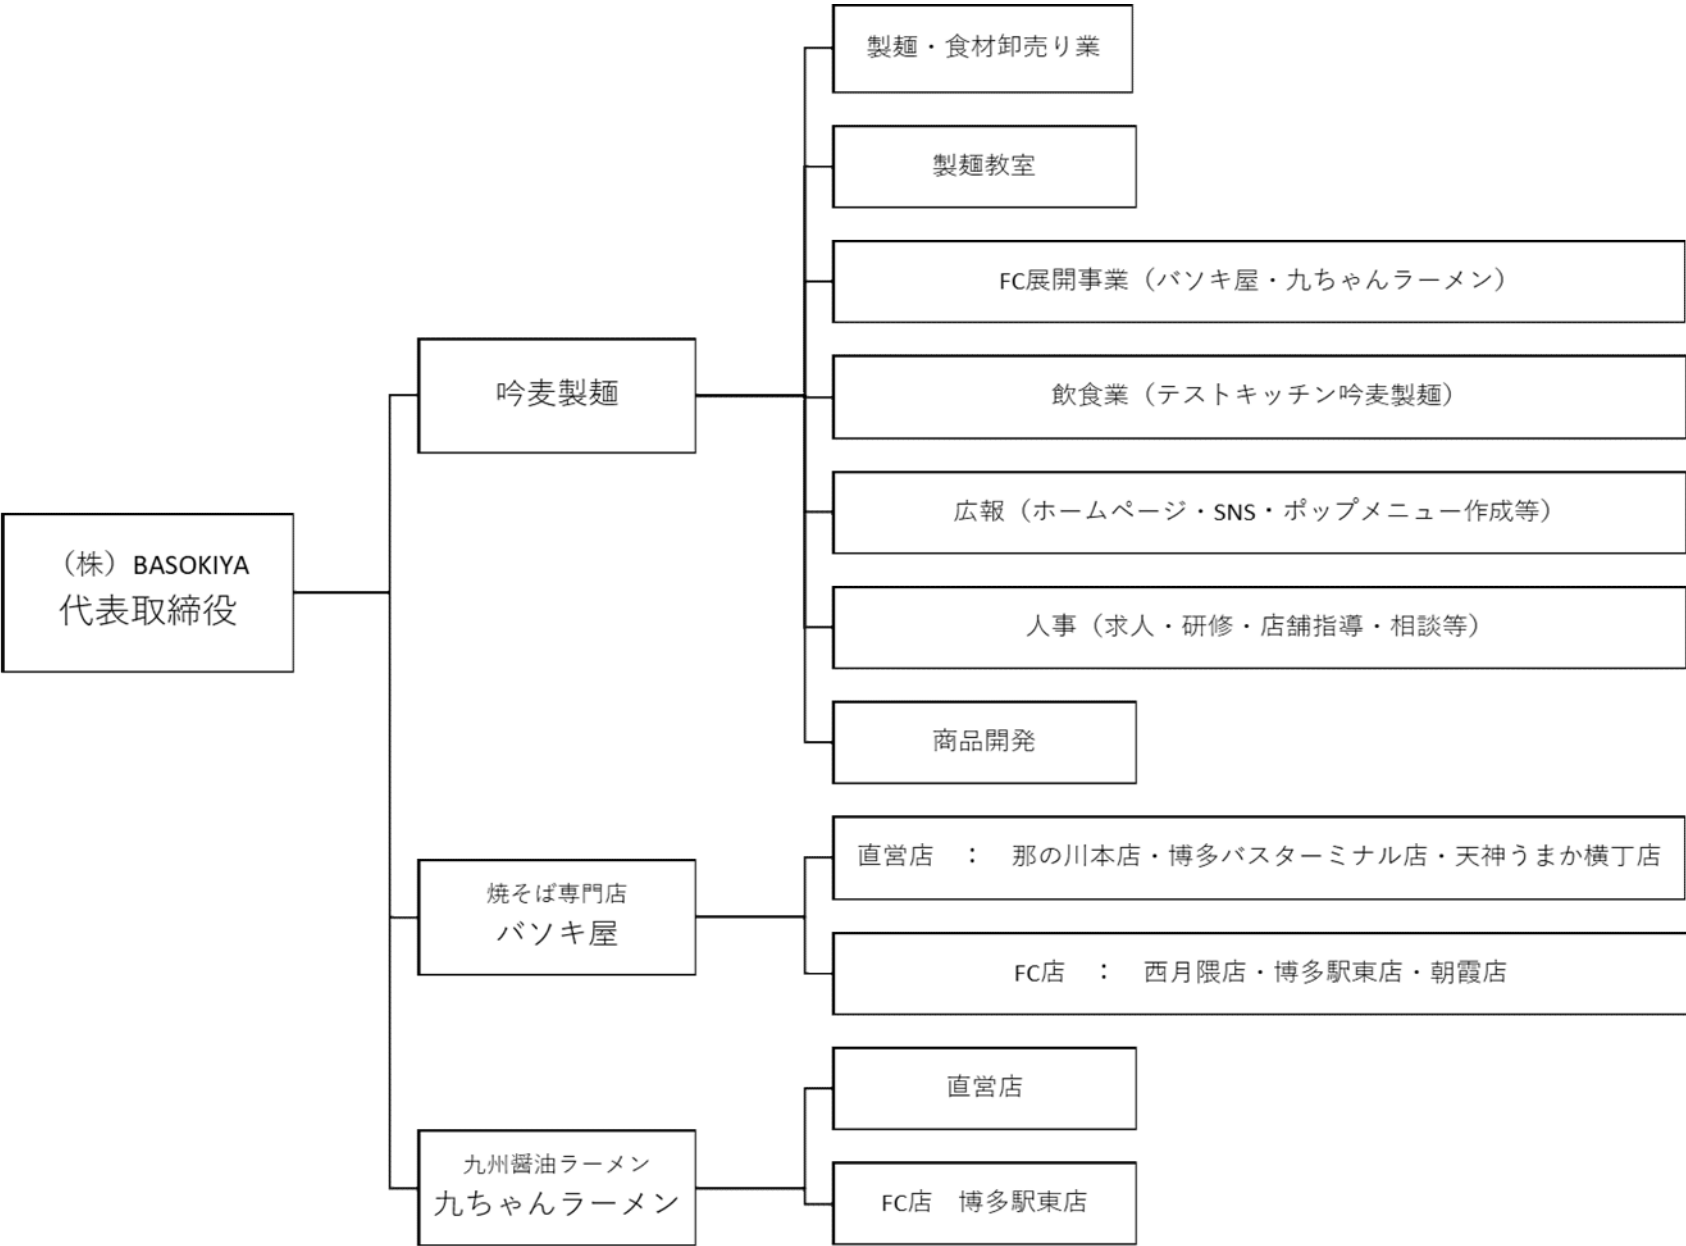 製麺・食材卸売り業
製麺教室
FC展開事業（バソキ屋・九ちゃんラーメン）
吟麦製麺
飲食業（テストキッチン吟麦製麺）
広報（ホームページ・SNS・ポップメニュー作成等）
（株）BASOKIYA
代表取締役
人事（求人・研修・店舗指導・相談等）
商品開発
直営店　：　那の川本店・博多バスターミナル店・天神うまか横丁店
焼そば専門店
バソキ屋
FC店　：　西月隈店・博多駅東店・朝霞店
直営店
九州醤油ラーメン
九ちゃんラーメン
FC店　博多駅東店